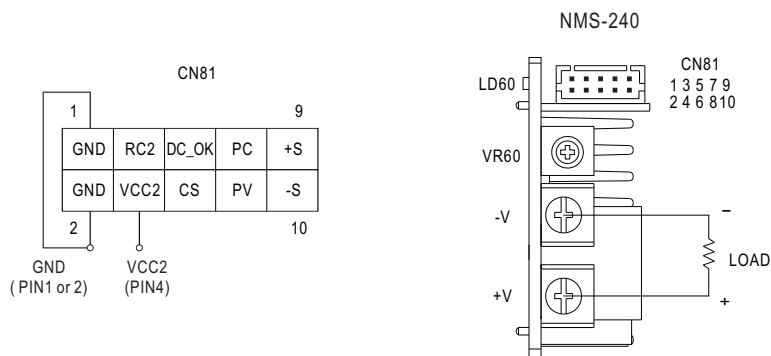 CN81
1 9
GND RC2 DC_OK PC +S
GND VCC2 CS PV -S
2 10
GND
( PIN1 or 2)
VCC2
(PIN4)
NMS-240
LD60
CN81
1 3 5 7 9
2 4 6 8 10
VR60
-V
+V
−
LOAD
+